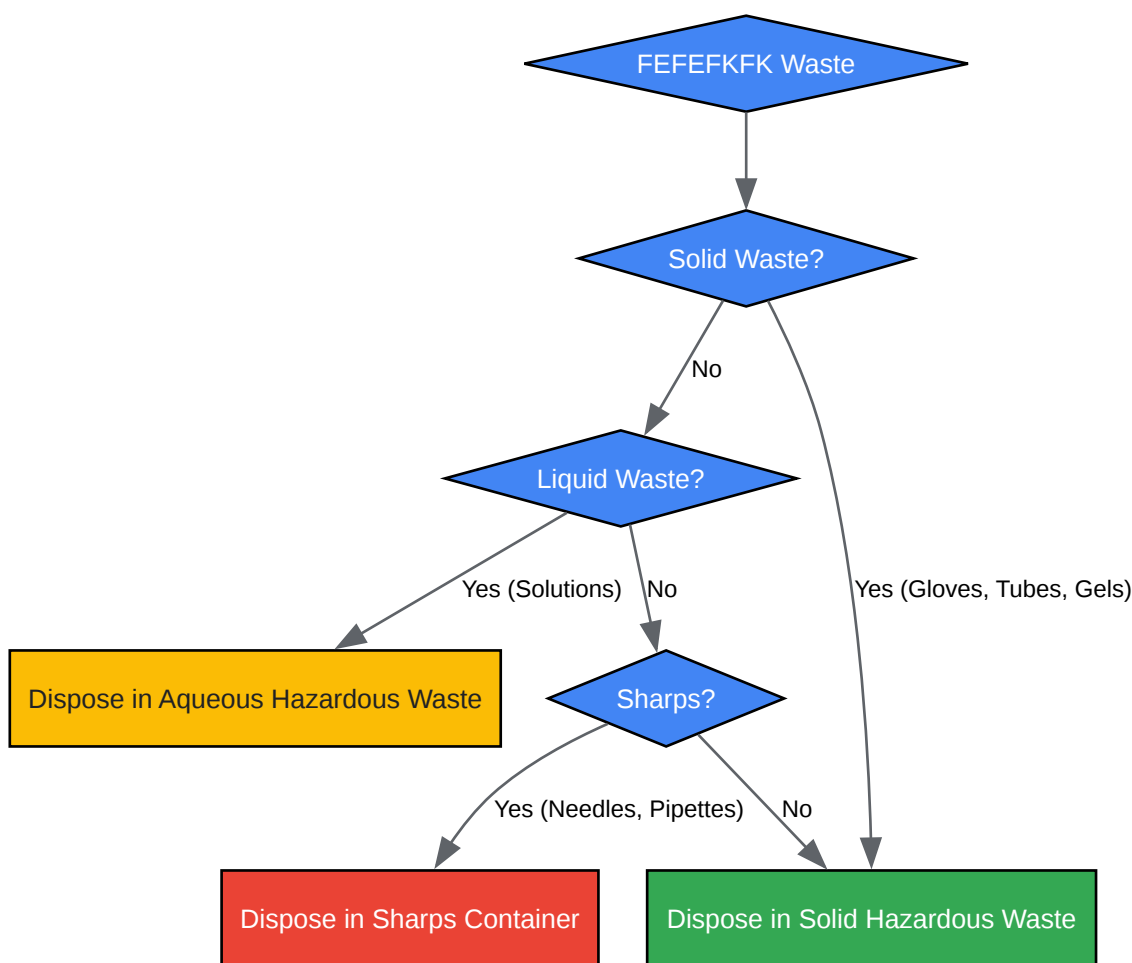 FEFEFKFK Waste
Solid Waste?
No
Liquid Waste?
Yes (Solutions)
No
Yes (Gloves, Tubes, Gels)
Dispose in Aqueous Hazardous Waste
Sharps?
Yes (Needles, Pipettes)
No
Dispose in Sharps Container
Dispose in Solid Hazardous Waste